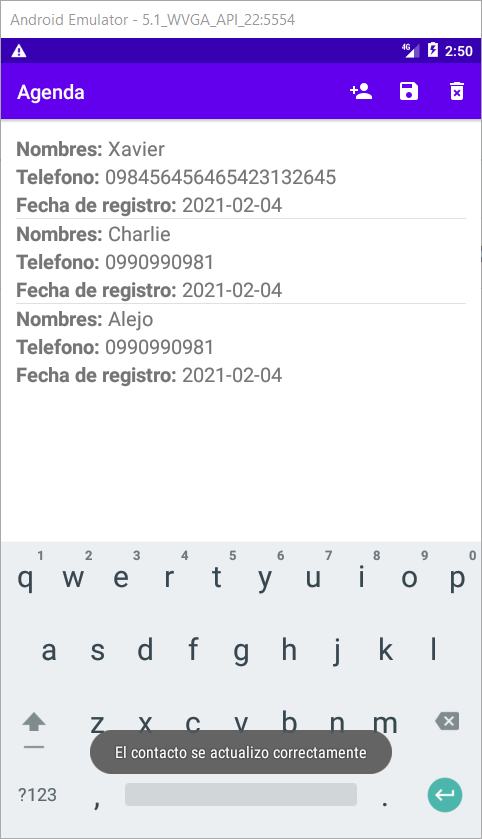 Android Emulator - 5.1_WVGA_API_22:5554
4G 2:50
Agenda
Nombres: Xavier
Telefono: 098456456465423132645
Fecha de registro: 2021-02-04
Nombres: Charlie
Telefono: 0990990981
Fecha de registro: 2021-02-04
Nombres: Alejo
Telefono: 0990990981
Fecha de registro: 2021-02-04
1 2 3 4 5 6 7 8 9 0
q w e r t y u i o p
a s d f g h j k l
z x c v b n m
El contacto se actualizo correctamente
?123 , .